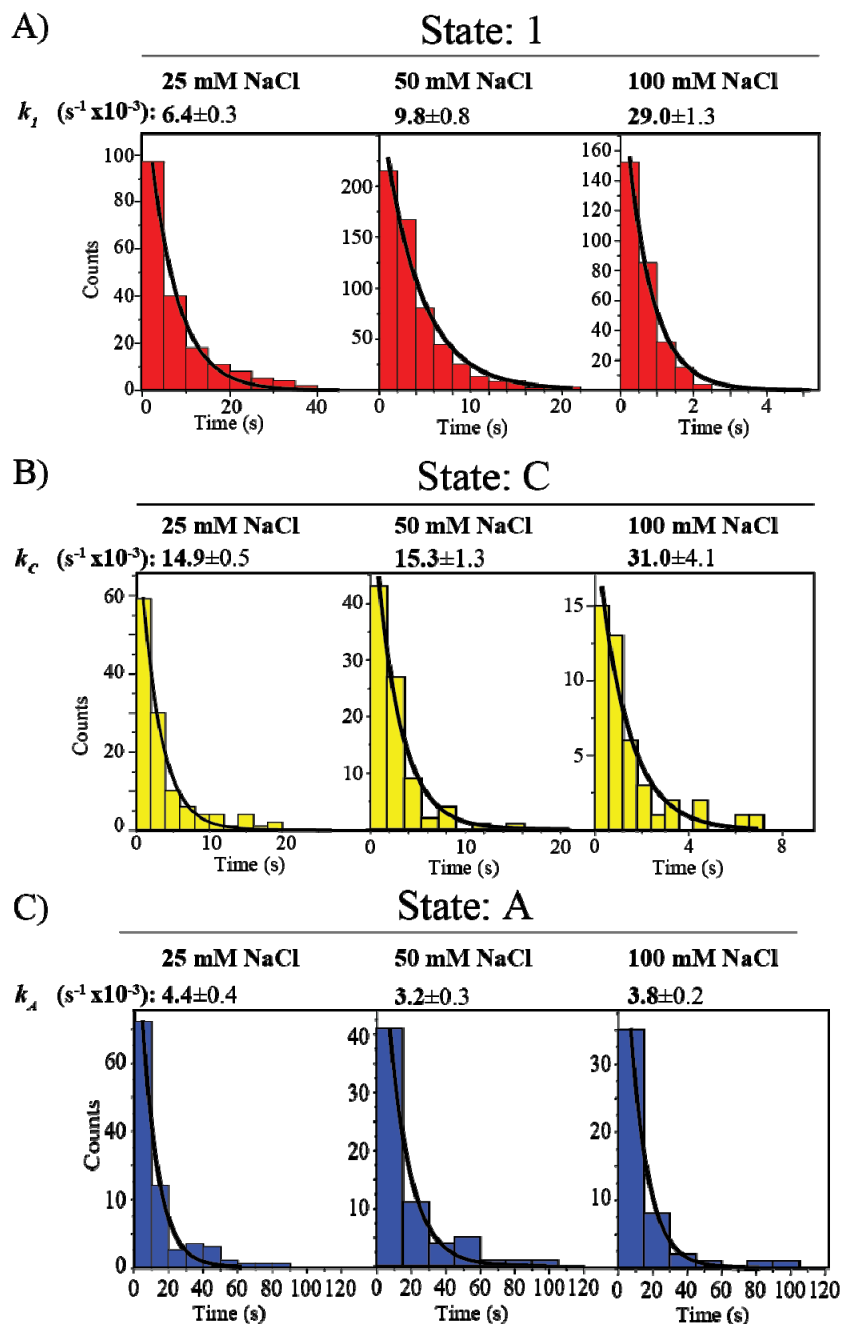 A)
State: 1
25 mM NaCl 50 mM NaCl 100 mM NaCl
k1 (s-1 x10-3): 6.4±0.3 9.8±0.8 29.0±1.3
100
80
60
40
20
0
Counts
0 20 40
Time (s)
200
150
100
50
0 10 20
Time (s)
160
140
120
100
80
60
40
20
0 2 4
Time (s)
B)
State: C
25 mM NaCl 50 mM NaCl 100 mM NaCl
kC (s-1 x10-3): 14.9±0.5 15.3±1.3 31.0±4.1
60
40
20
0
Counts
0 10 20
Time (s)
40
30
20
10
0 10 20
Time (s)
15
10
5
0 4 8
Time (s)
C)
State: A
25 mM NaCl 50 mM NaCl 100 mM NaCl
kA (s-1 x10-3): 4.4±0.4 3.2±0.3 3.8±0.2
60
40
20
10
0
Counts
0 20 40 60 80 100 120
Time (s)
40
30
20
10
0 20 40 60 80 100 120
Time (s)
30
20
10
0 20 40 60 80 100 120
Time (s)